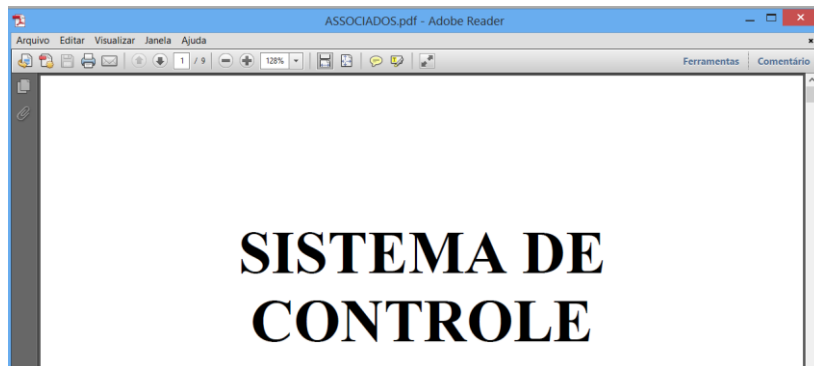 ASSOCIADOS.pdf - Adobe Reader
Arquivo Editar Visualizar Janela Ajuda
1 / 9 128% Ferramentas Comentário
SISTEMA DE
CONTROLE